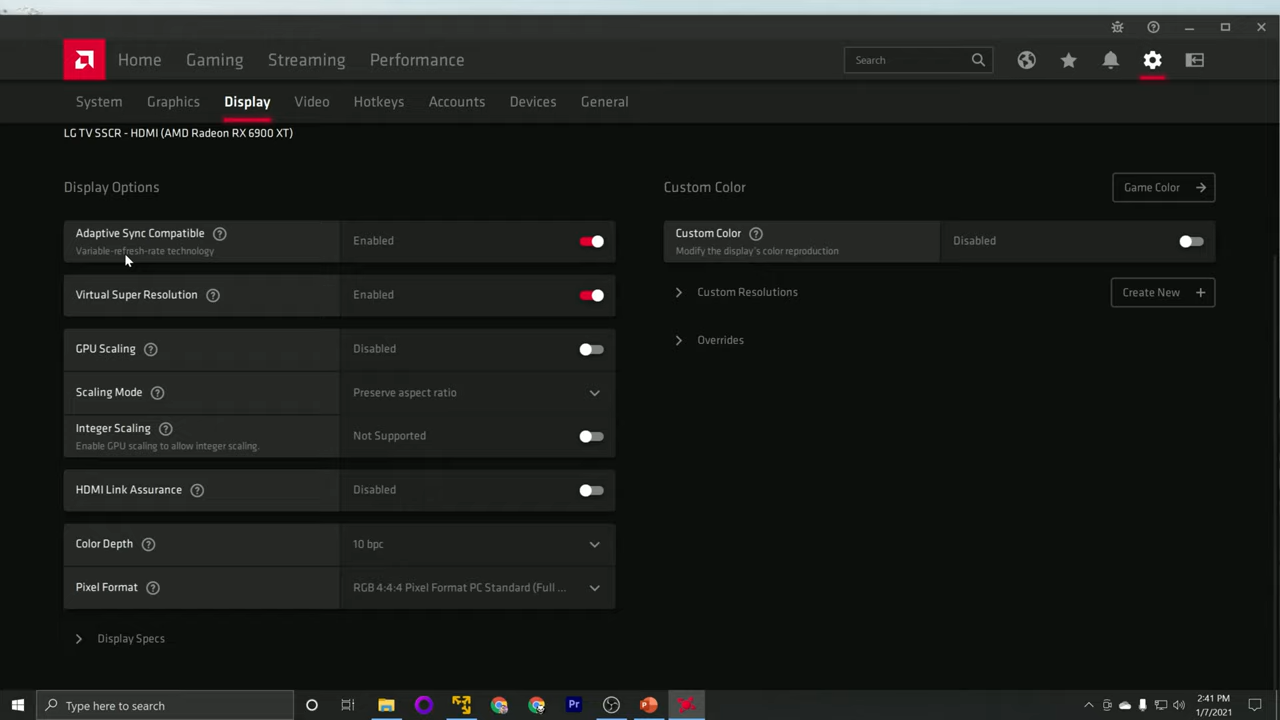 Home Gaming Streaming Performance Search
System Graphics Display Video Hotkeys Accounts Devices General
LG TV SSCR - HDMI (AMD Radeon RX 6900 XT)
Display Options
Adaptive Sync Compatible
Variable-refresh-rate technology
Enabled
Virtual Super Resolution
Enabled
GPU Scaling
Disabled
Scaling Mode
Preserve aspect ratio
Integer Scaling
Enable GPU scaling to allow integer scaling.
Not Supported
HDMI Link Assurance
Disabled
Color Depth
10 bpc
Pixel Format
RGB 4:4:4 Pixel Format PC Standard (Full ...
Display Specs
Custom Color
Game Color
Custom Color
Modify the display's color reproduction
Disabled
Custom Resolutions
Create New
Overrides
Type here to search
Pr
2:41 PM
1/7/2021